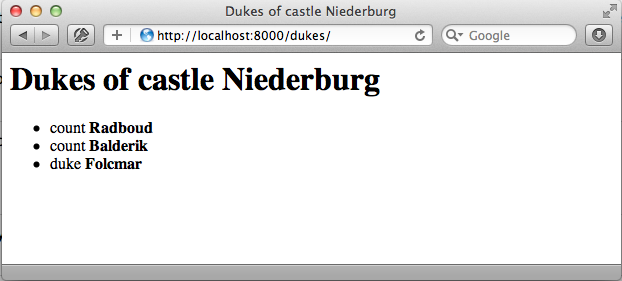 Dukes of castle Niederburg
http://localhost:8000/dukes/
Google
Dukes of castle Niederburg
count Radboud
count Balderik
duke Folcmar